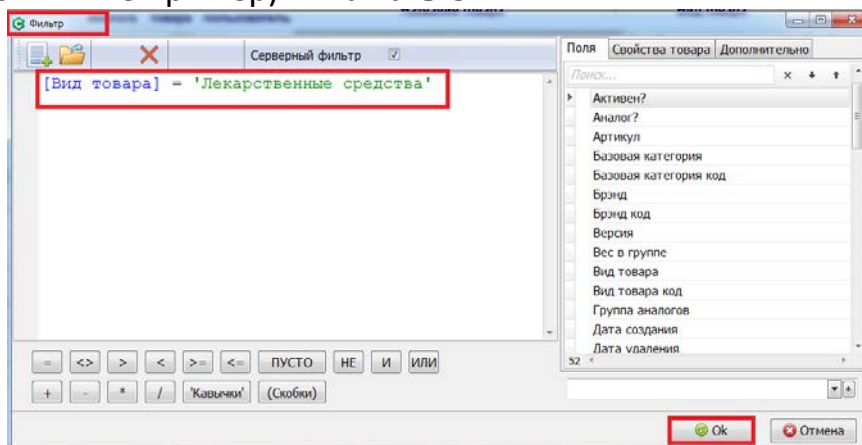 Фильтр
Серверный фильтр
[Вид товара] = 'Лекарственные средства'
= <> > < >= <= ПУСТО НЕ И ИЛИ
+ - * / 'Кавычки' (Скобки)
Поля Свойства товара Дополнительно
Поиск...
Активен?
Аналог?
Артикул
Базовая категория
Базовая категория код
Брэнд
Брэнд код
Версия
Вес в группе
Вид товара
Вид товара код
Группа аналогов
Дата создания
Дата удаления
52
Ok Отмена